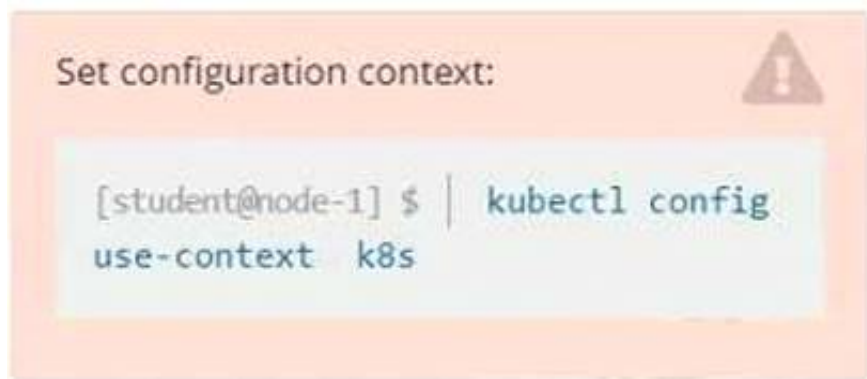 Set configuration context:
[student@node-1] $ | kubectl config
use-context k8s